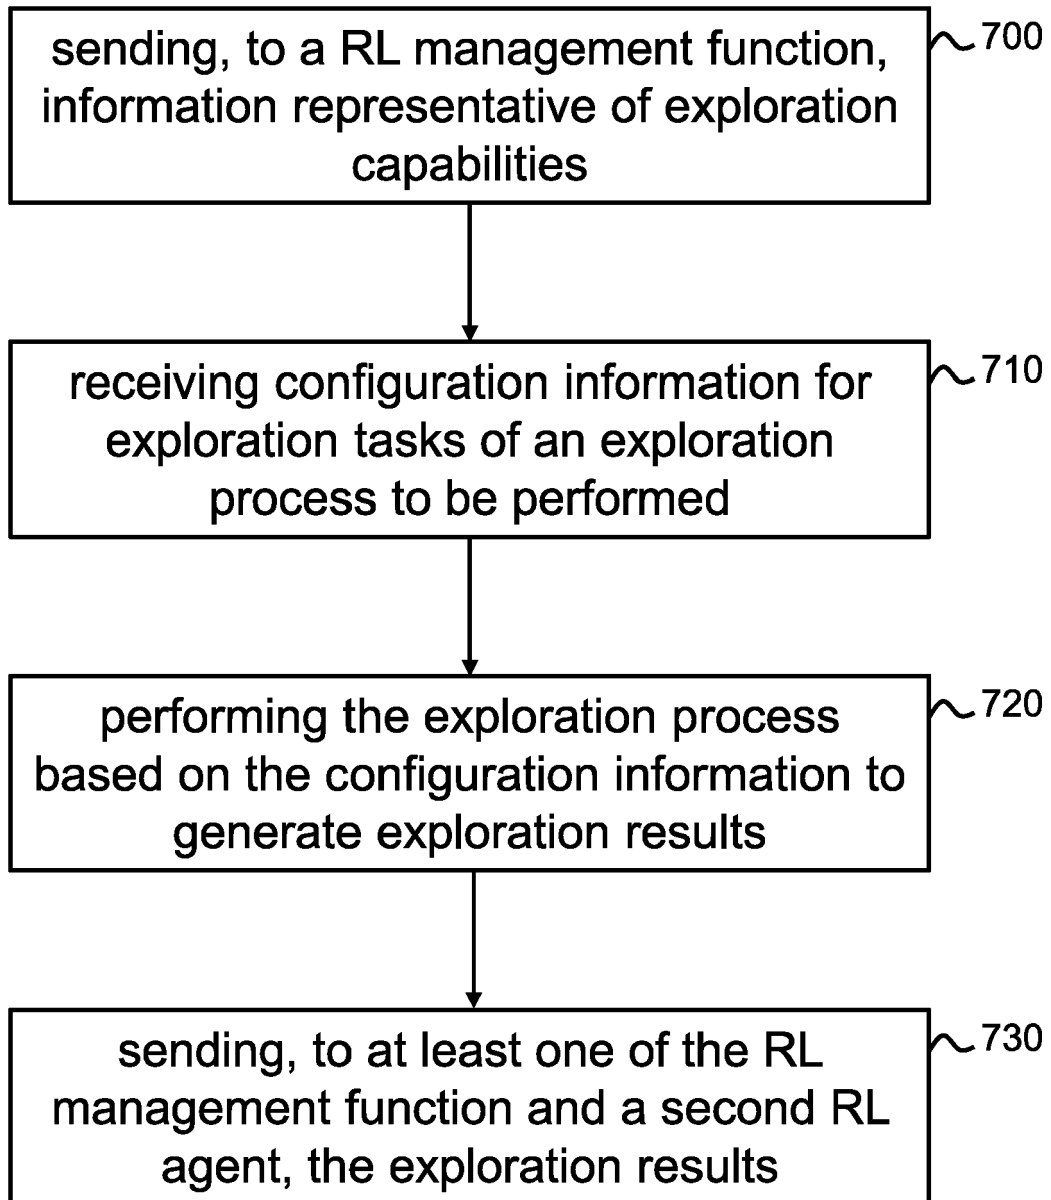 sending, to a RL management function,
information representative of exploration
capabilities
700
receiving configuration information for
exploration tasks of an exploration
process to be performed
710
performing the exploration process
based on the configuration information to
generate exploration results
720
sending, to at least one of the RL
management function and a second RL
agent, the exploration results
730